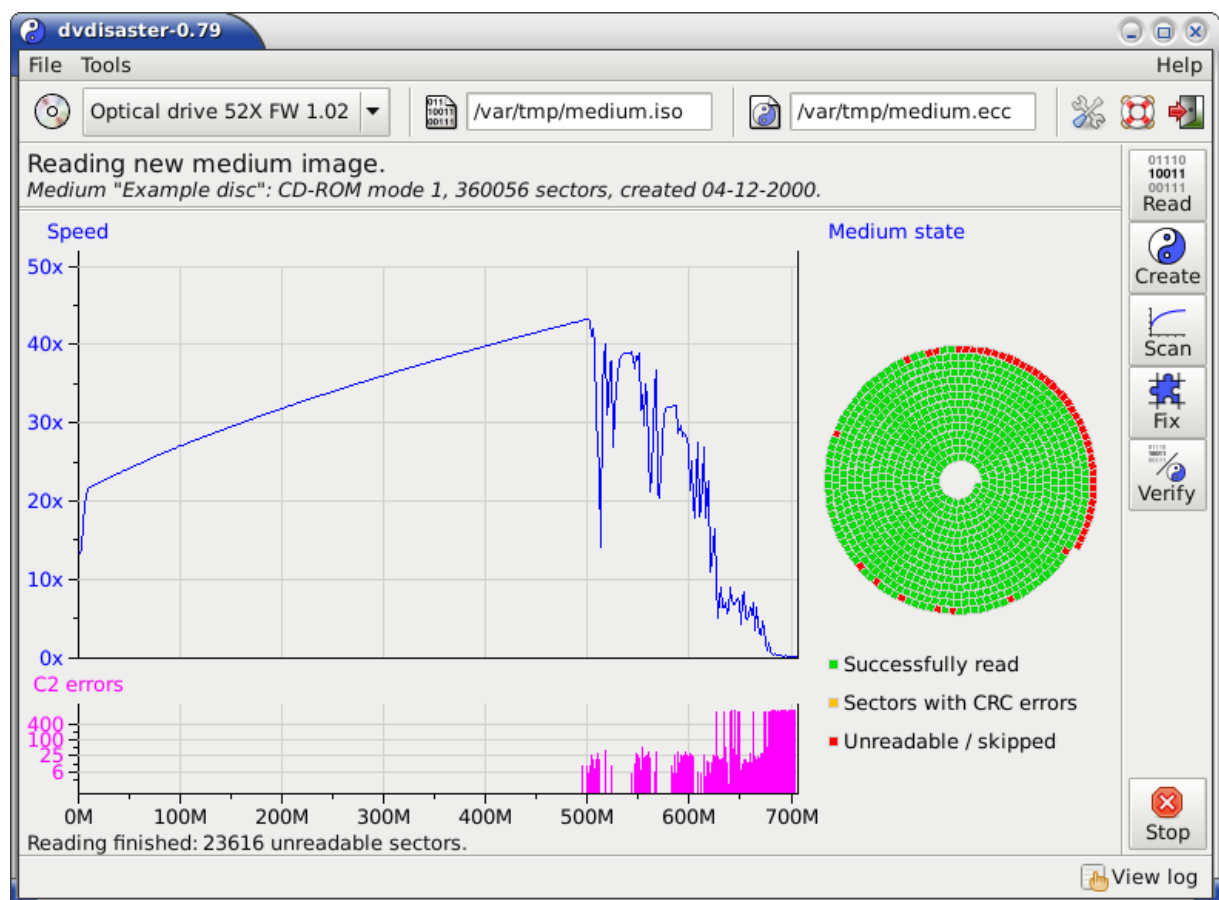 dvdisaster-0.79
File Tools Help
Optical drive 52X FW 1.02 /var/tmp/medium.iso /var/tmp/medium.ecc
Reading new medium image.
Medium "Example disc": CD-ROM mode 1, 360056 sectors, created 04-12-2000.
Speed
50x
40x
30x
20x
10x
0x
C2 errors
400
100
25
6
0M 100M 200M 300M 400M 500M 600M 700M
Reading finished: 23616 unreadable sectors.
Medium state
Successfully read
Sectors with CRC errors
Unreadable / skipped
01110
10011
00111
Read
Create
Scan
Fix
Verify
Stop
View log